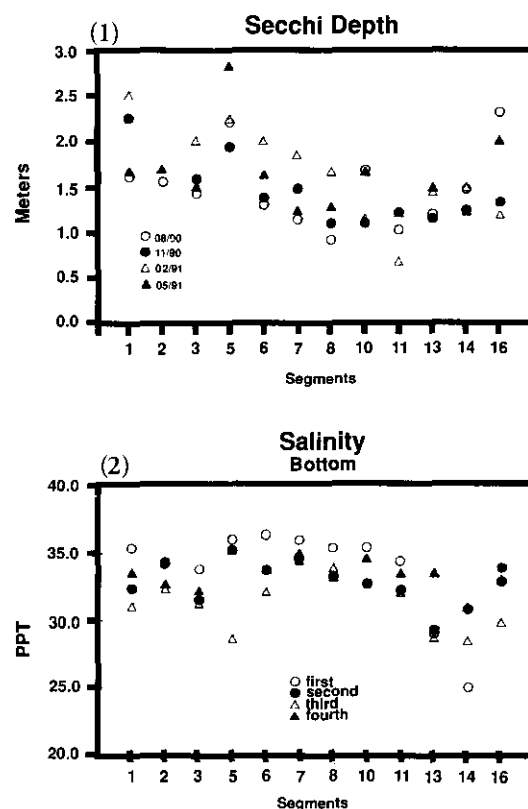 (1)
Secchi Depth
3.0
2.5
2.0
1.5
1.0
0.5
0.0
Meters
08/90
11/90
02/91
05/91
1 2 3 5 6 7 8 10 11 13 14 16
Segments
(2)
Salinity
Bottom
40.0
35.0
30.0
25.0
20.0
PPT
first
second
third
fourth
1 2 3 5 6 7 8 10 11 13 14 16
Segments